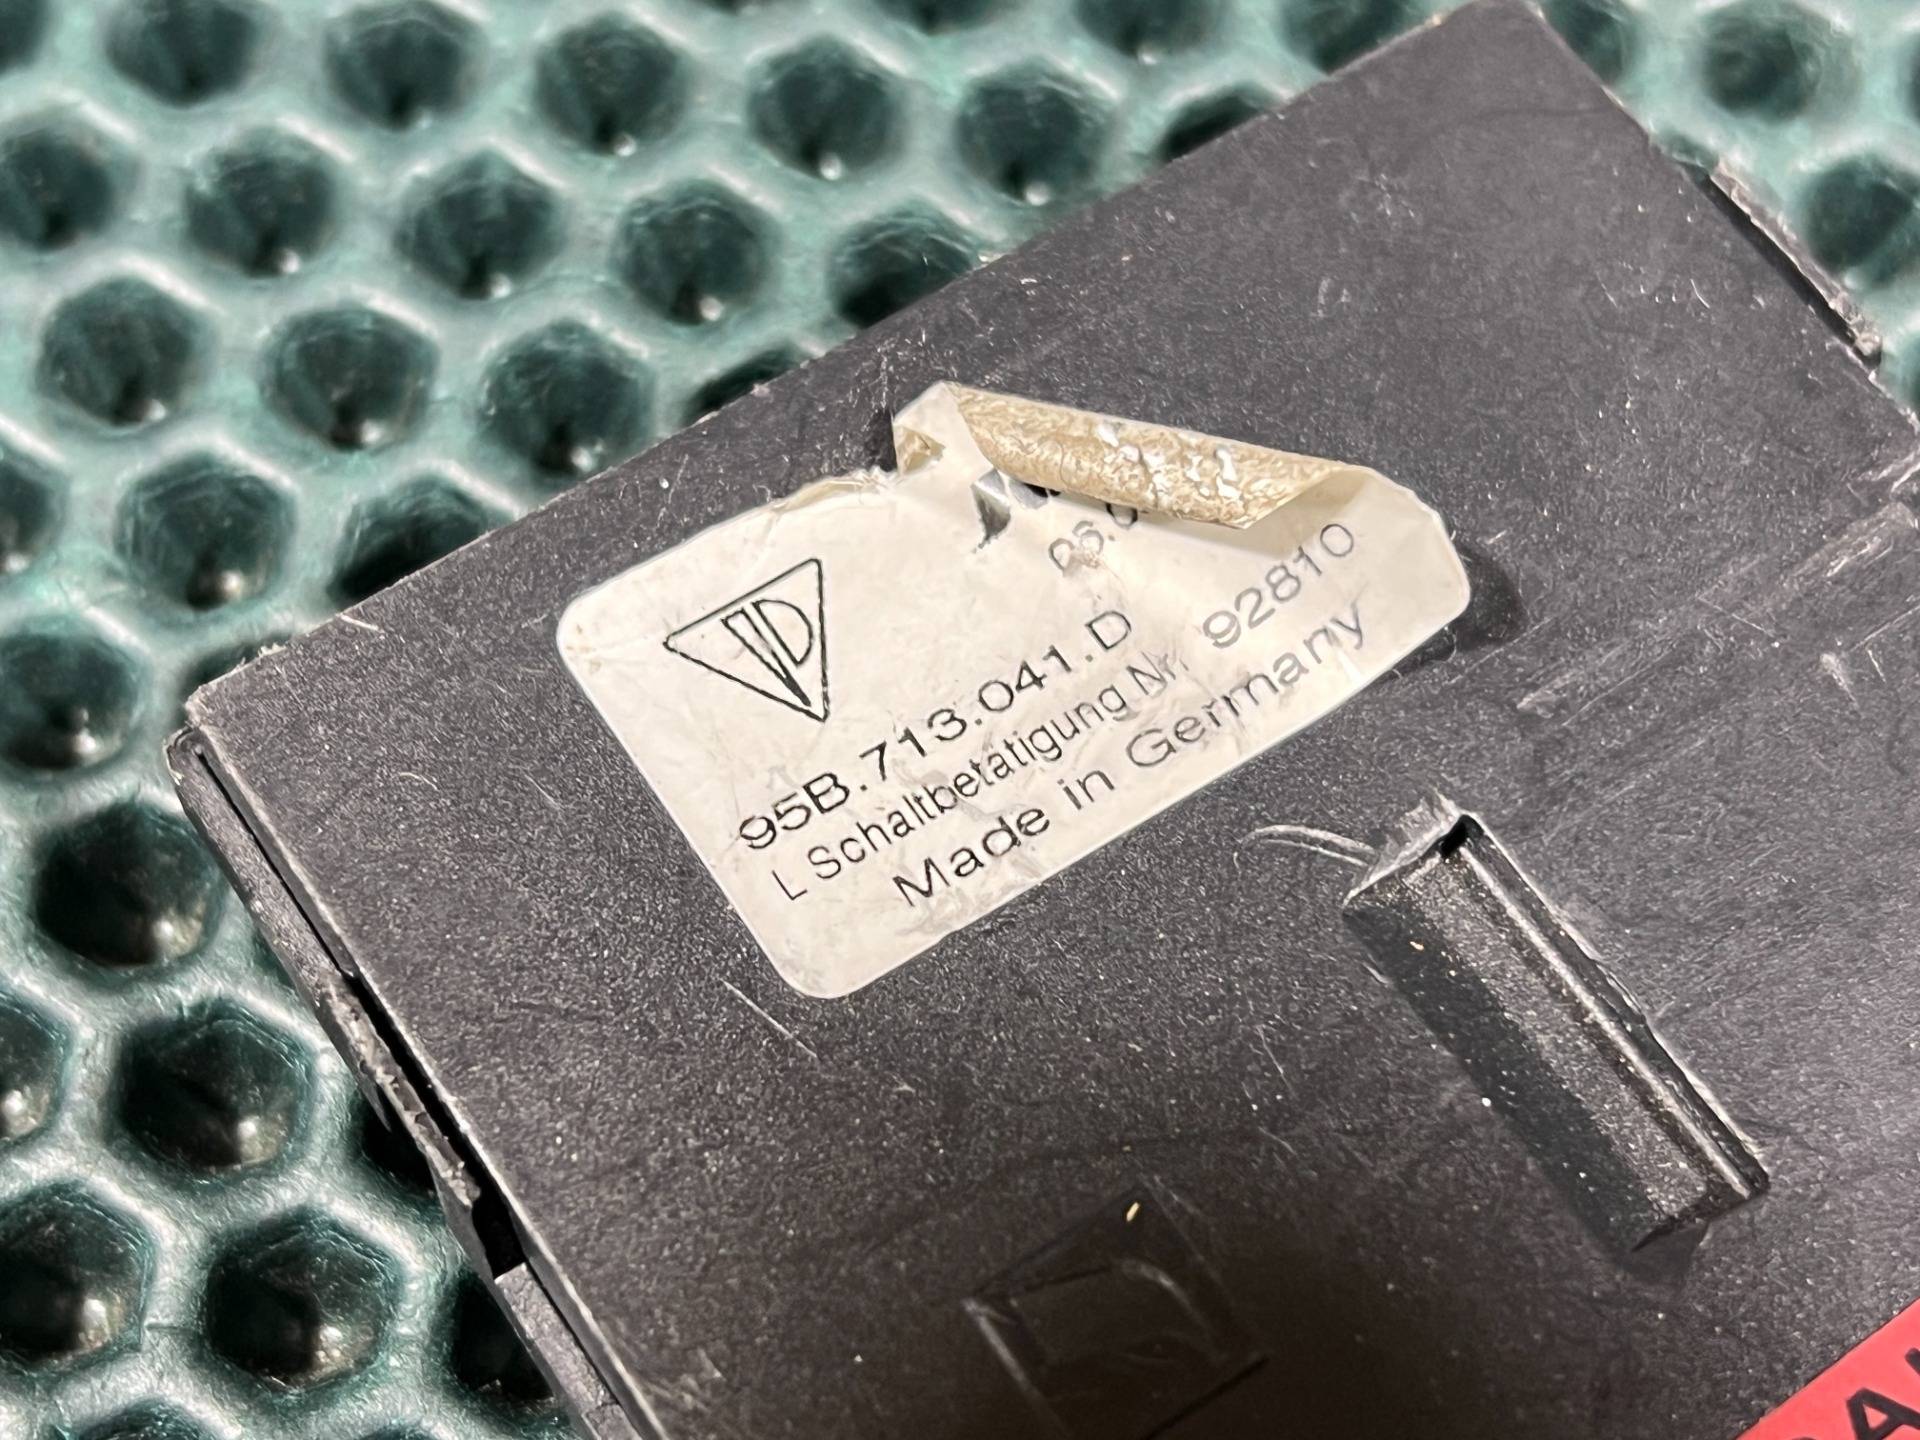 95B.713.041.D
L Schaltbetätigung Nr. 92810
Made in Germany